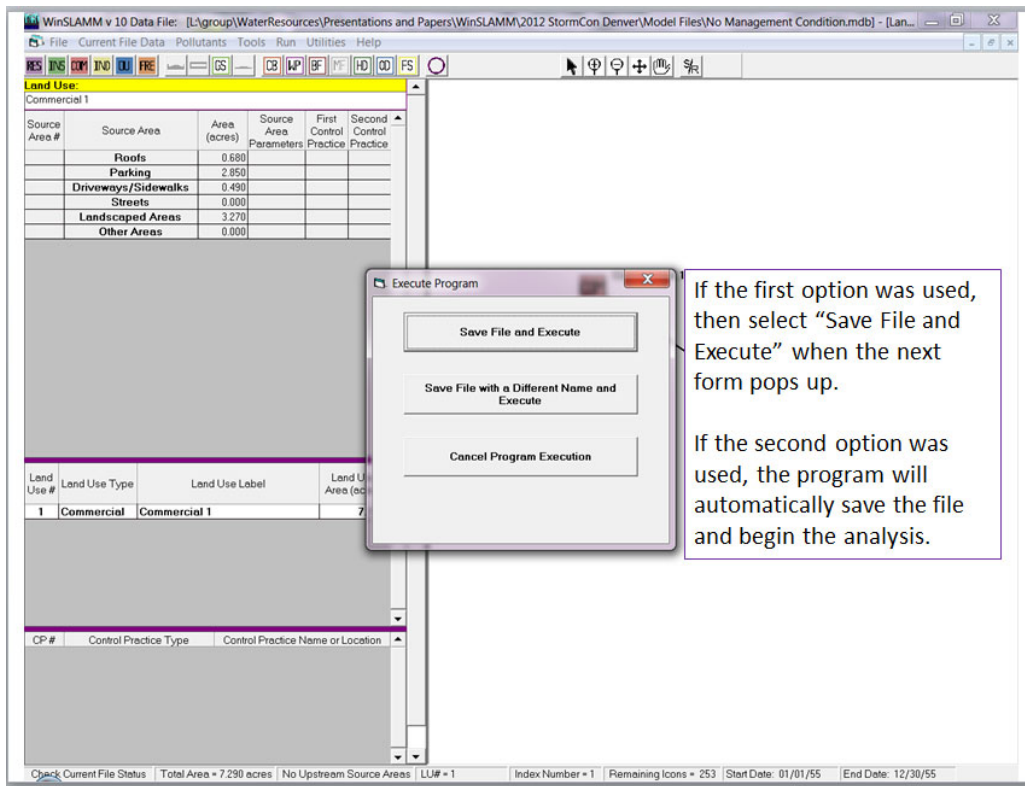 WinSLAMM v 10 Data File: [L:\group\WaterResources\Presentations and Papers\WinSLAMM\2012 StormCon Denver\Model Files\No Management Condition.mdb] - [Lan...
File Current File Data Pollutants Tools Run Utilities Help
RES INS COM IND OU FRE GS CB WP BF MF HD OD FS S/R
Land Use:
Commercial 1
Source Area # Source Area Area (acres) Source Area Parameters First Control Practice Second Control Practice
Roofs 0.680
Parking 2.850
Driveways/Sidewalks 0.490
Streets 0.000
Landscaped Areas 3.270
Other Areas 0.000
Execute Program
Save File and Execute
Save File with a Different Name and
Execute
Cancel Program Execution
If the first option was used,
then select “Save File and
Execute” when the next
form pops up.
If the second option was
used, the program will
automatically save the file
and begin the analysis.
Land Use # Land Use Type Land Use Label Land U Area (ac
1 Commercial Commercial 1 7
CP # Control Practice Type Control Practice Name or Location
Check Current File Status Total Area = 7.290 acres No Upstream Source Areas LU# = 1 Index Number = 1 Remaining Icons = 253 Start Date: 01/01/55 End Date: 12/30/55